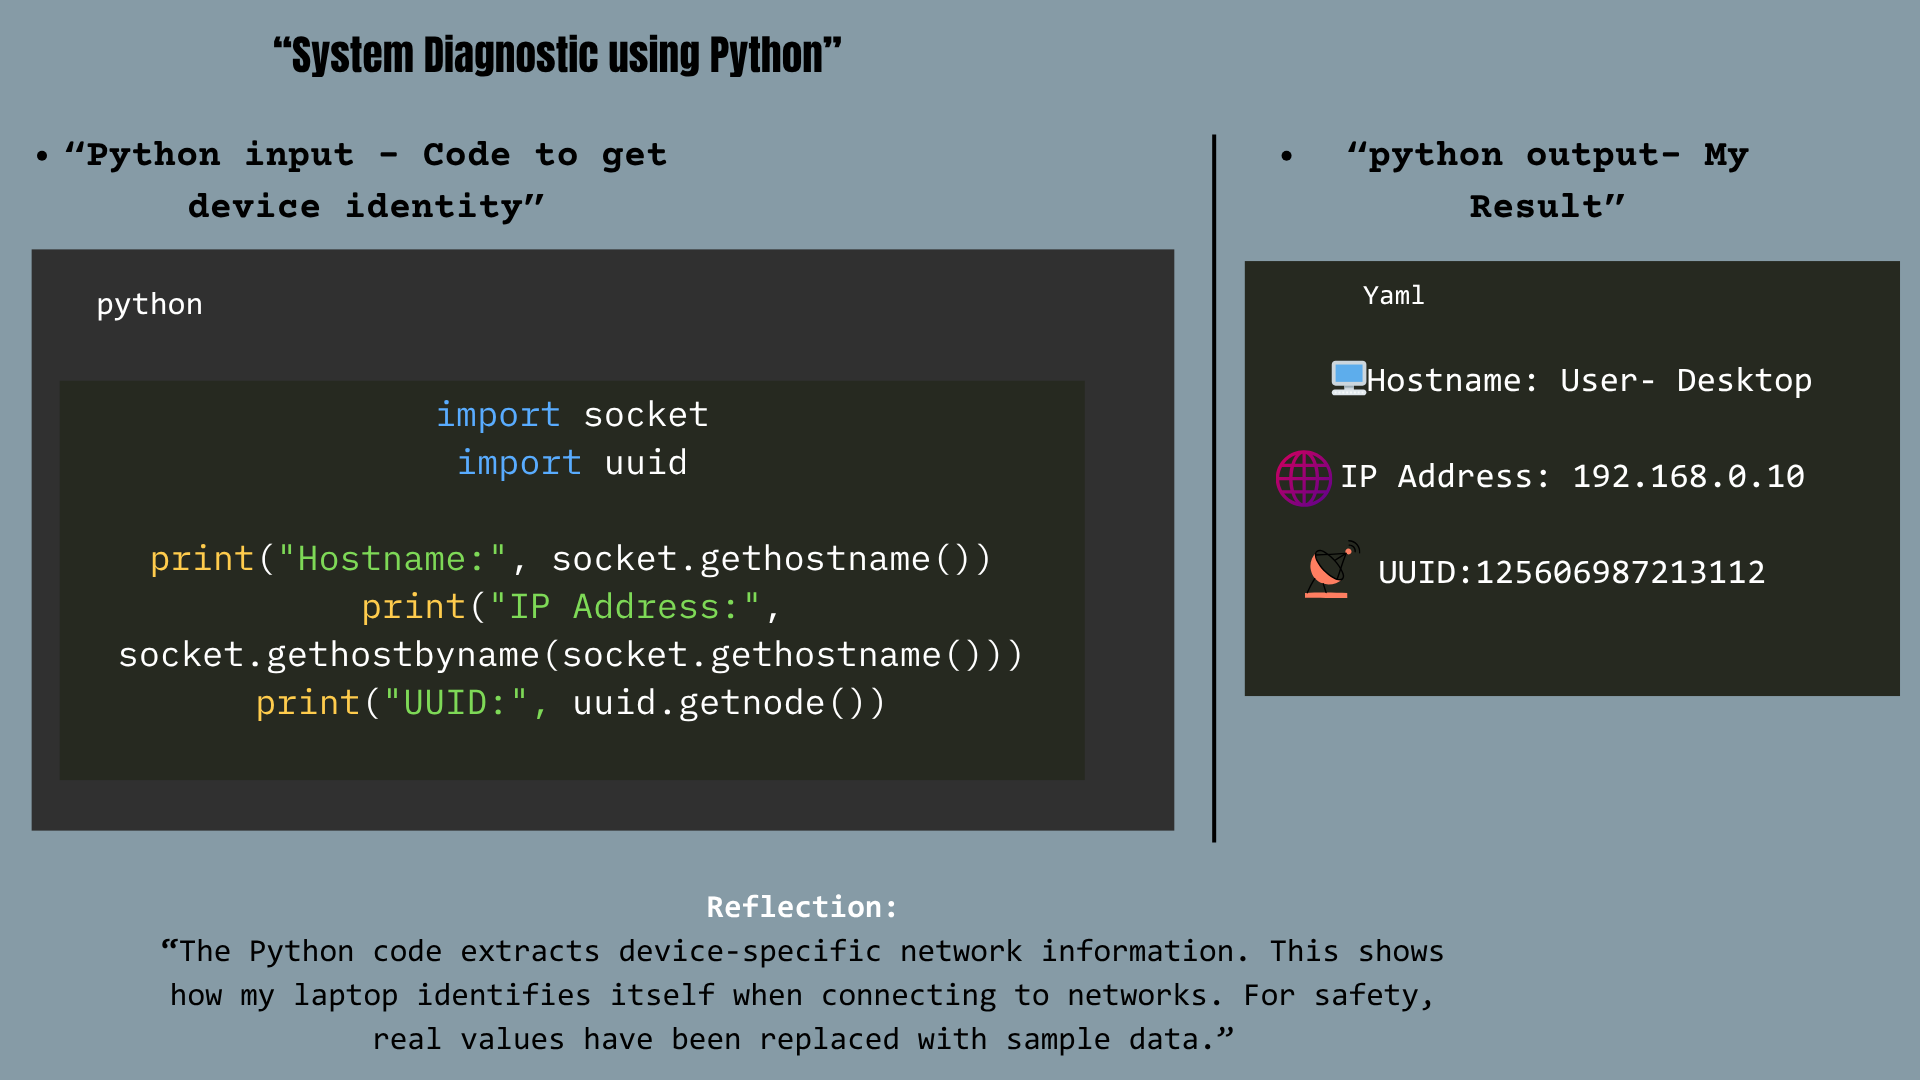 “System Diagnostic using Python”
• “Python input - Code to get
device identity”
python
import socket
import uuid
print("Hostname:", socket.gethostname())
print("IP Address:",
socket.gethostbyname(socket.gethostname()))
print("UUID:", uuid.getnode())
• “python output- My
Result”
Yaml
Hostname: User- Desktop
IP Address: 192.168.0.10
UUID:125606987213112
Reflection:
“The Python code extracts device-specific network information. This shows
how my laptop identifies itself when connecting to networks. For safety,
real values have been replaced with sample data.”